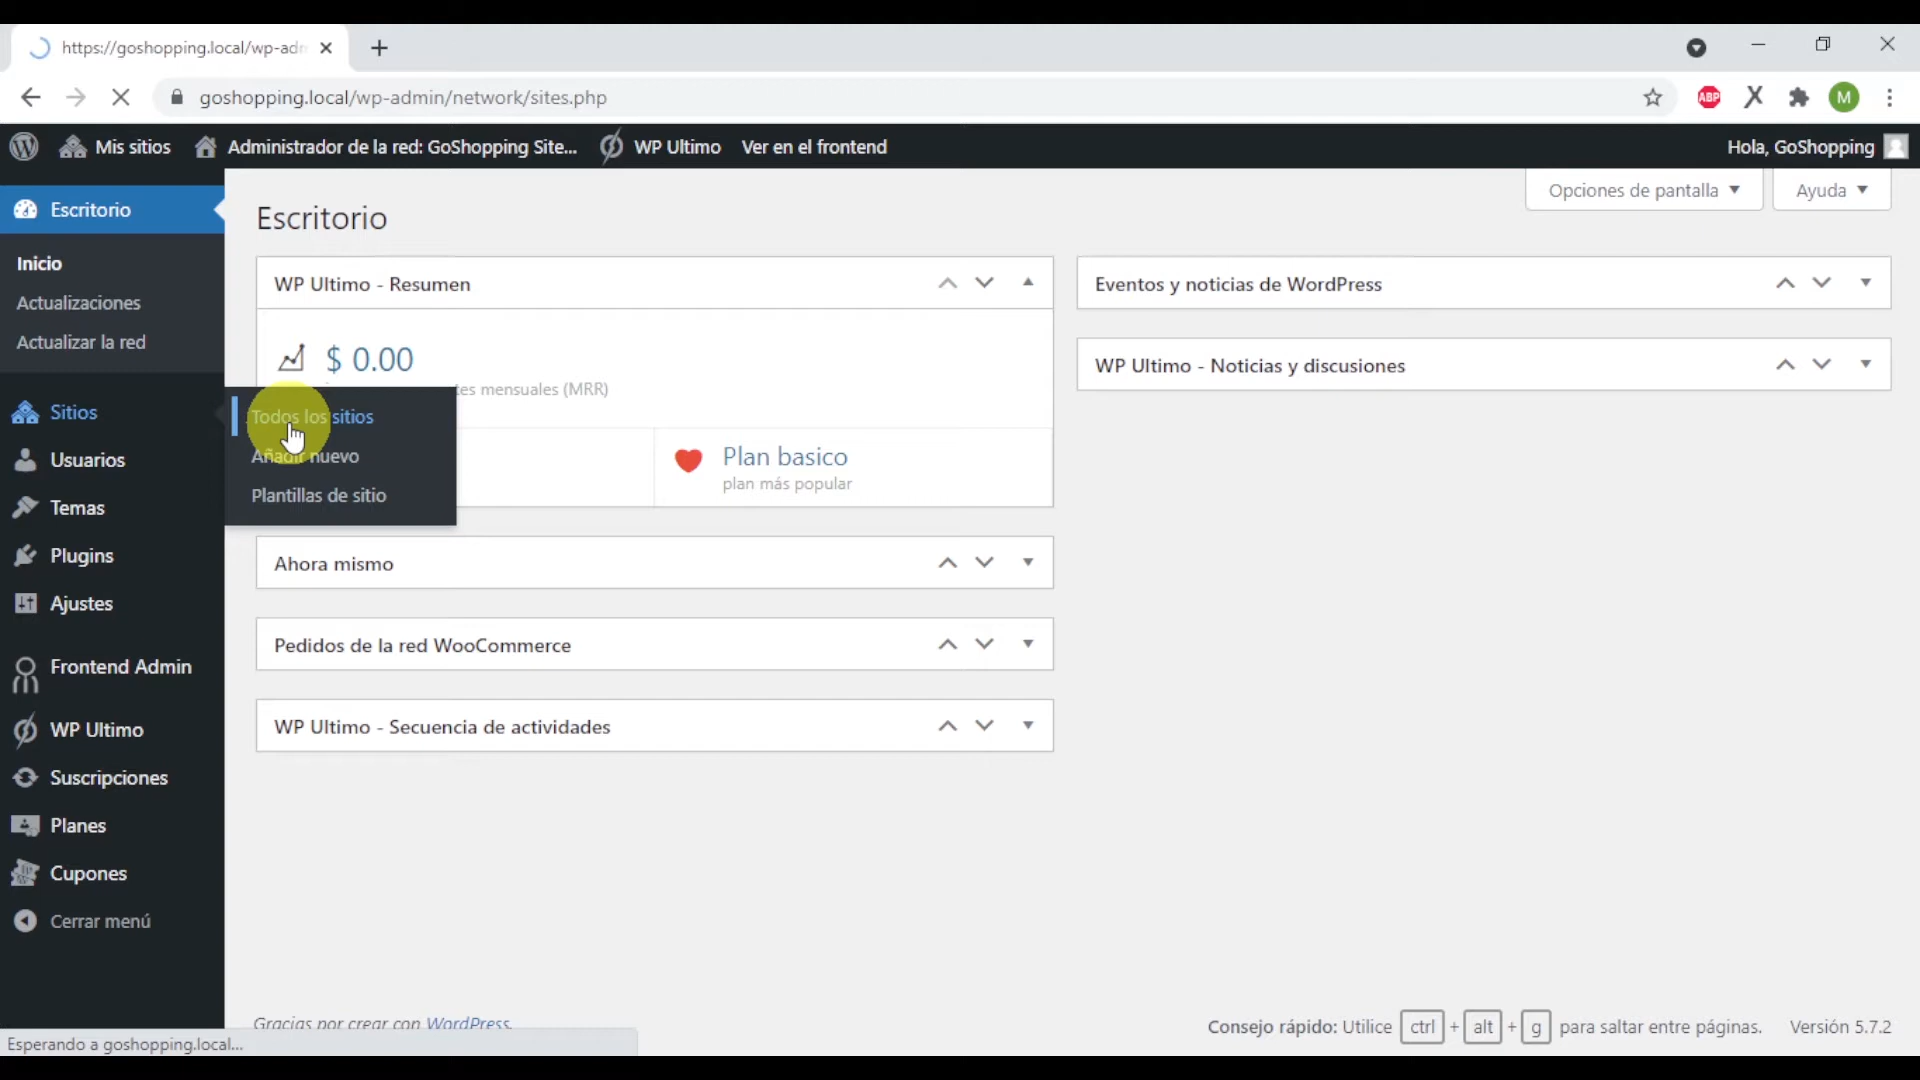 https://goshopping.local/wp-adm
goshopping.local/wp-admin/network/sites.php
ABP
M
Mis sitios
Administrador de la red: GoShopping Site...
WP Ultimo
Ver en el frontend
Hola, GoShopping
Escritorio
Inicio
Actualizaciones
Actualizar la red
Sitios
Todos los sitios
Añadir nuevo
Plantillas de sitio
Usuarios
Temas
Plugins
Ajustes
Frontend Admin
WP Ultimo
Suscripciones
Planes
Cupones
Cerrar menú
Opciones de pantalla
Ayuda
Escritorio
WP Ultimo - Resumen
$ 0.00
mensuales (MRR)
Plan basico
plan más popular
Ahora mismo
Pedidos de la red WooCommerce
WP Ultimo - Secuencia de actividades
Eventos y noticias de WordPress
WP Ultimo - Noticias y discusiones
Gracias por crear con WordPress.
Consejo rápido: Utilice ctrl + alt + g para saltar entre páginas.
Versión 5.7.2
Esperando a goshopping.local...